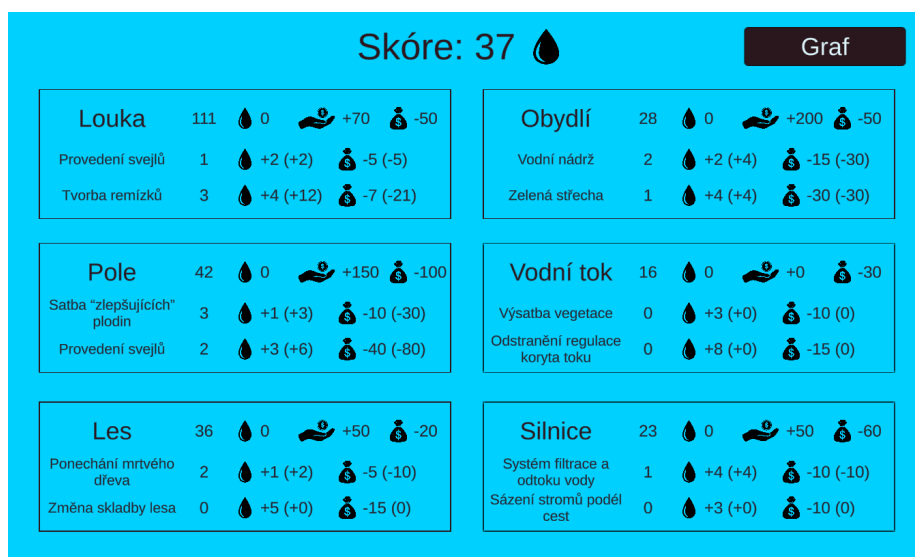 Skóre: 37
Graf
Louka 111 0 +70 -50
Provedení svejlů 1 +2 (+2) -5 (-5)
Tvorba remízků 3 +4 (+12) -7 (-21)
Obydlí 28 0 +200 -50
Vodní nádrž 2 +2 (+4) -15 (-30)
Zelená střecha 1 +4 (+4) -30 (-30)
Pole 42 0 +150 -100
Satba “zlepšujících”
plodin 3 +1 (+3) -10 (-30)
Provedení svejlů 2 +3 (+6) -40 (-80)
Vodní tok 16 0 +0 -30
Výsatba vegetace 0 +3 (+0) -10 (0)
Odstranění regulace
koryta toku 0 +8 (+0) -15 (0)
Les 36 0 +50 -20
Ponechání mrtvého
dřeva 2 +1 (+2) -5 (-10)
Změna skladby lesa 0 +5 (+0) -15 (0)
Silnice 23 0 +50 -60
Systém filtrace a
odtoku vody 1 +4 (+4) -10 (-10)
Sázení stromů podél
cest 0 +3 (+0) -10 (0)